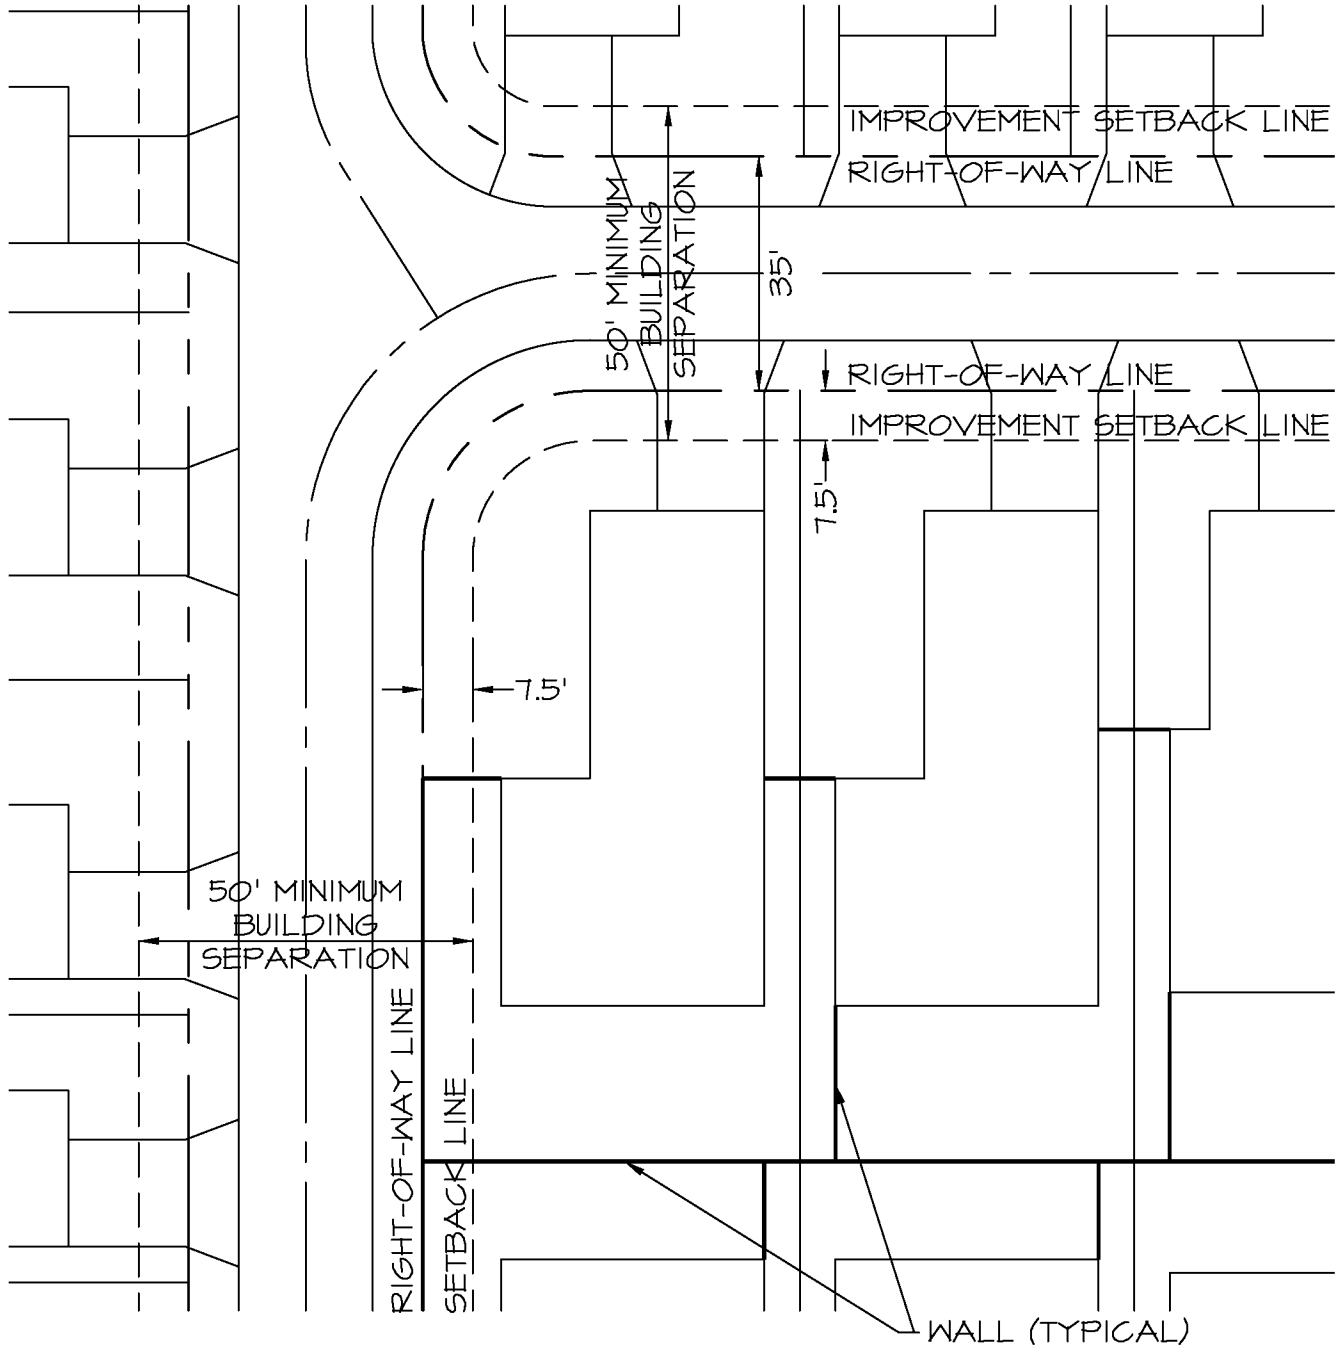 IMPROVEMENT SETBACK LINE
RIGHT-OF-WAY LINE
50' MINIMUM
BUILDING
SEPARATION
35'
RIGHT-OF-WAY LINE
IMPROVEMENT SETBACK LINE
7.5'
7.5'
50' MINIMUM
BUILDING
SEPARATION
RIGHT-OF-WAY LINE
SETBACK LINE
WALL (TYPICAL)